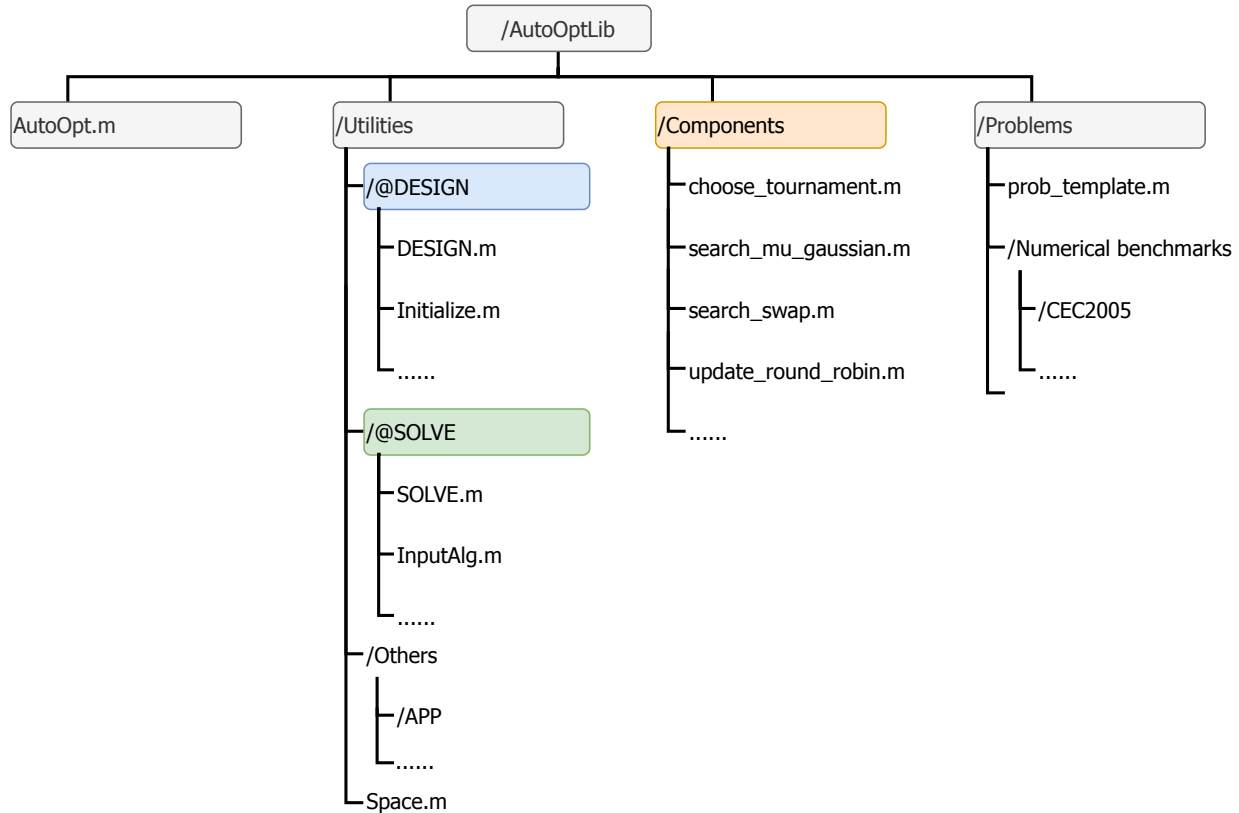 /AutoOptLib
AutoOpt.m
/Utilities
/@DESIGN
DESIGN.m
Initialize.m
......
/@SOLVE
SOLVE.m
InputAlg.m
......
/Others
/APP
......
Space.m
/Components
choose_tournament.m
search_mu_gaussian.m
search_swap.m
update_round_robin.m
......
/Problems
prob_template.m
/Numerical benchmarks
/CEC2005
......